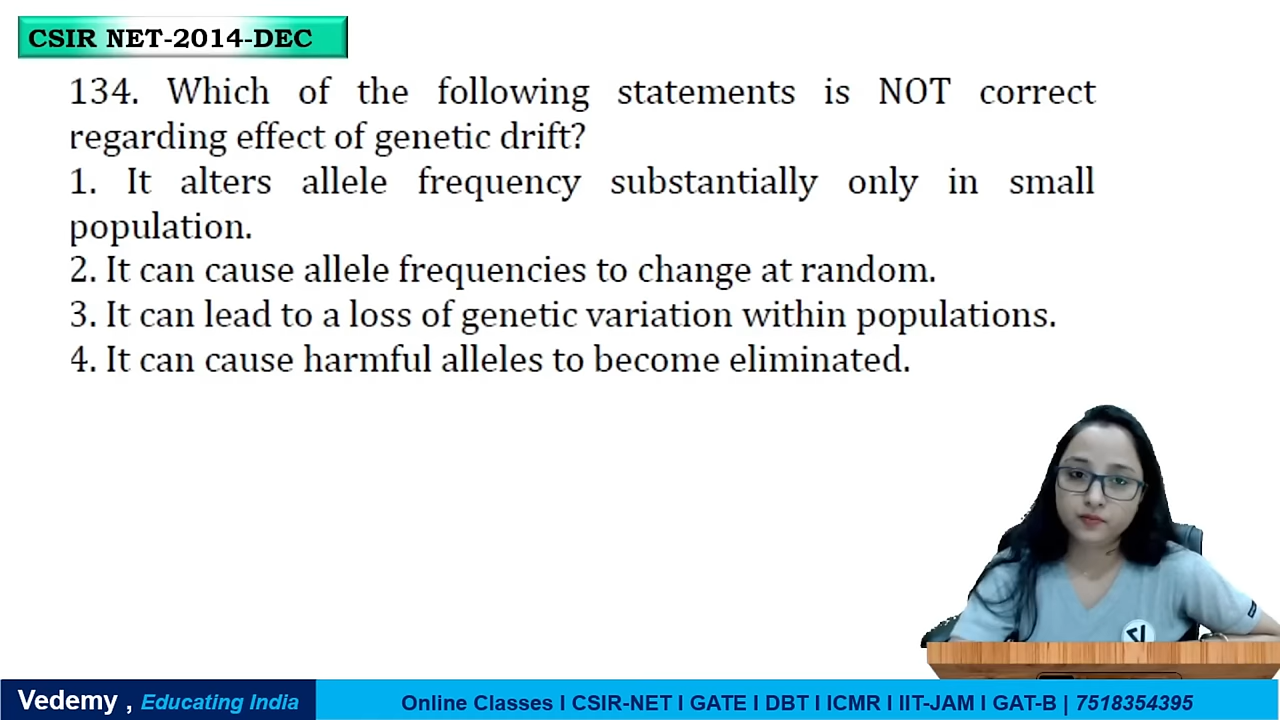 CSIR NET-2014-DEC
134. Which of the following statements is NOT correct
regarding effect of genetic drift?
1. It alters allele frequency substantially only in small
population.
2. It can cause allele frequencies to change at random.
3. It can lead to a loss of genetic variation within populations.
4. It can cause harmful alleles to become eliminated.
Vedemy , Educating India
Online Classes I CSIR-NET I GATE I DBT I ICMR I IIT-JAM I GAT-B | 7518354395